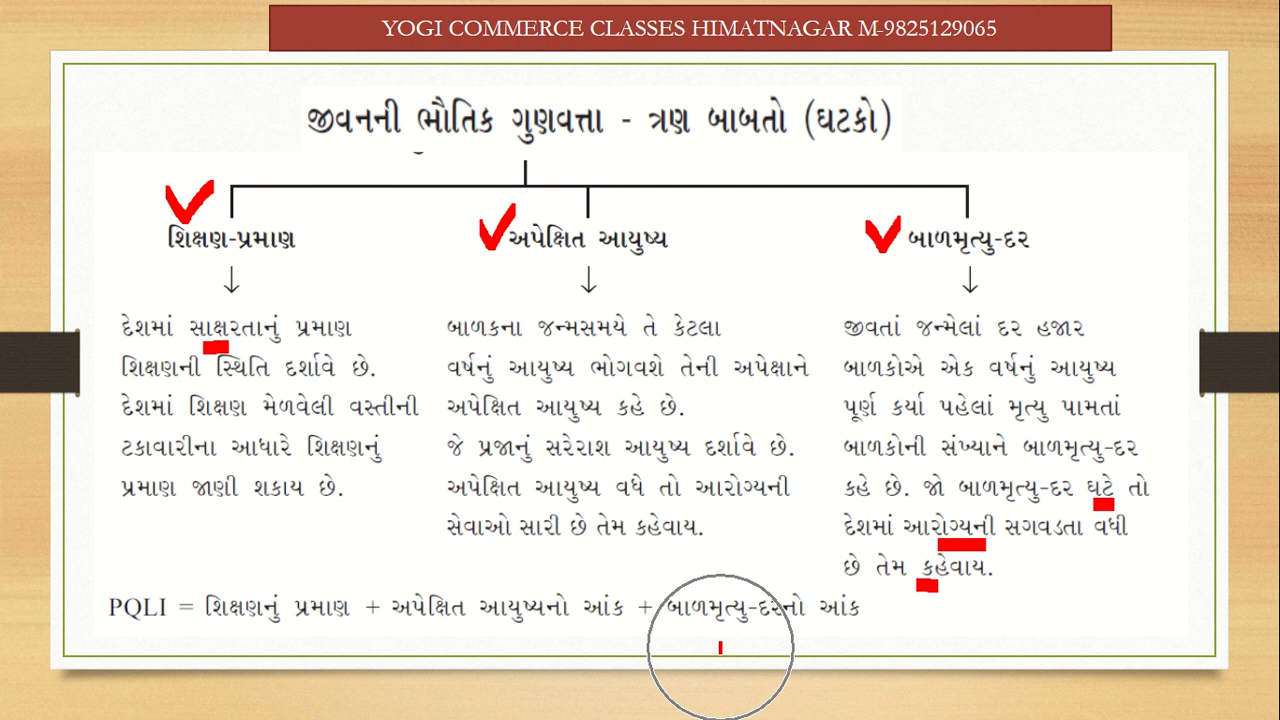 YOGI COMMERCE CLASSES HIMATNAGAR M-9825129065
જીવનની ભૌતિક ગુણવત્તા - ત્રણ બાબતો (ઘટકો)
શિક્ષણ-પ્રમાણ
દેશમાં સાક્ષરતાનું પ્રમાણ
શિક્ષણની સ્થિતિ દર્શાવે છે.
દેશમાં શિક્ષણ મેળવેલી વસ્તીની
ટકાવારીના આધારે શિક્ષણનું
પ્રમાણ જાણી શકાય છે.
અપેક્ષિત આયુષ્ય
બાળકના જન્મસમયે તે કેટલા
વર્ષનું આયુષ્ય ભોગવશે તેની અપેક્ષાને
અપેક્ષિત આયુષ્ય કહે છે.
જે પ્રજાનું સરેરાશ આયુષ્ય દર્શાવે છે.
અપેક્ષિત આયુષ્ય વધે તો આરોગ્યની
સેવાઓ સારી છે તેમ કહેવાય.
બાળમૃત્યુ-દર
જીવતાં જન્મેલાં દર હજાર
બાળકોએ એક વર્ષનું આયુષ્ય
પૂર્ણ કર્યા પહેલાં મૃત્યુ પામતાં
બાળકોની સંખ્યાને બાળમૃત્યુ-દર
કહે છે. જો બાળમૃત્યુ-દર ઘટે તો
દેશમાં આરોગ્યની સગવડતા વધી
છે તેમ કહેવાય.
PQLI = શિક્ષણનું પ્રમાણ + અપેક્ષિત આયુષ્યનો આંક + બાળમૃત્યુ-દરનો આંક